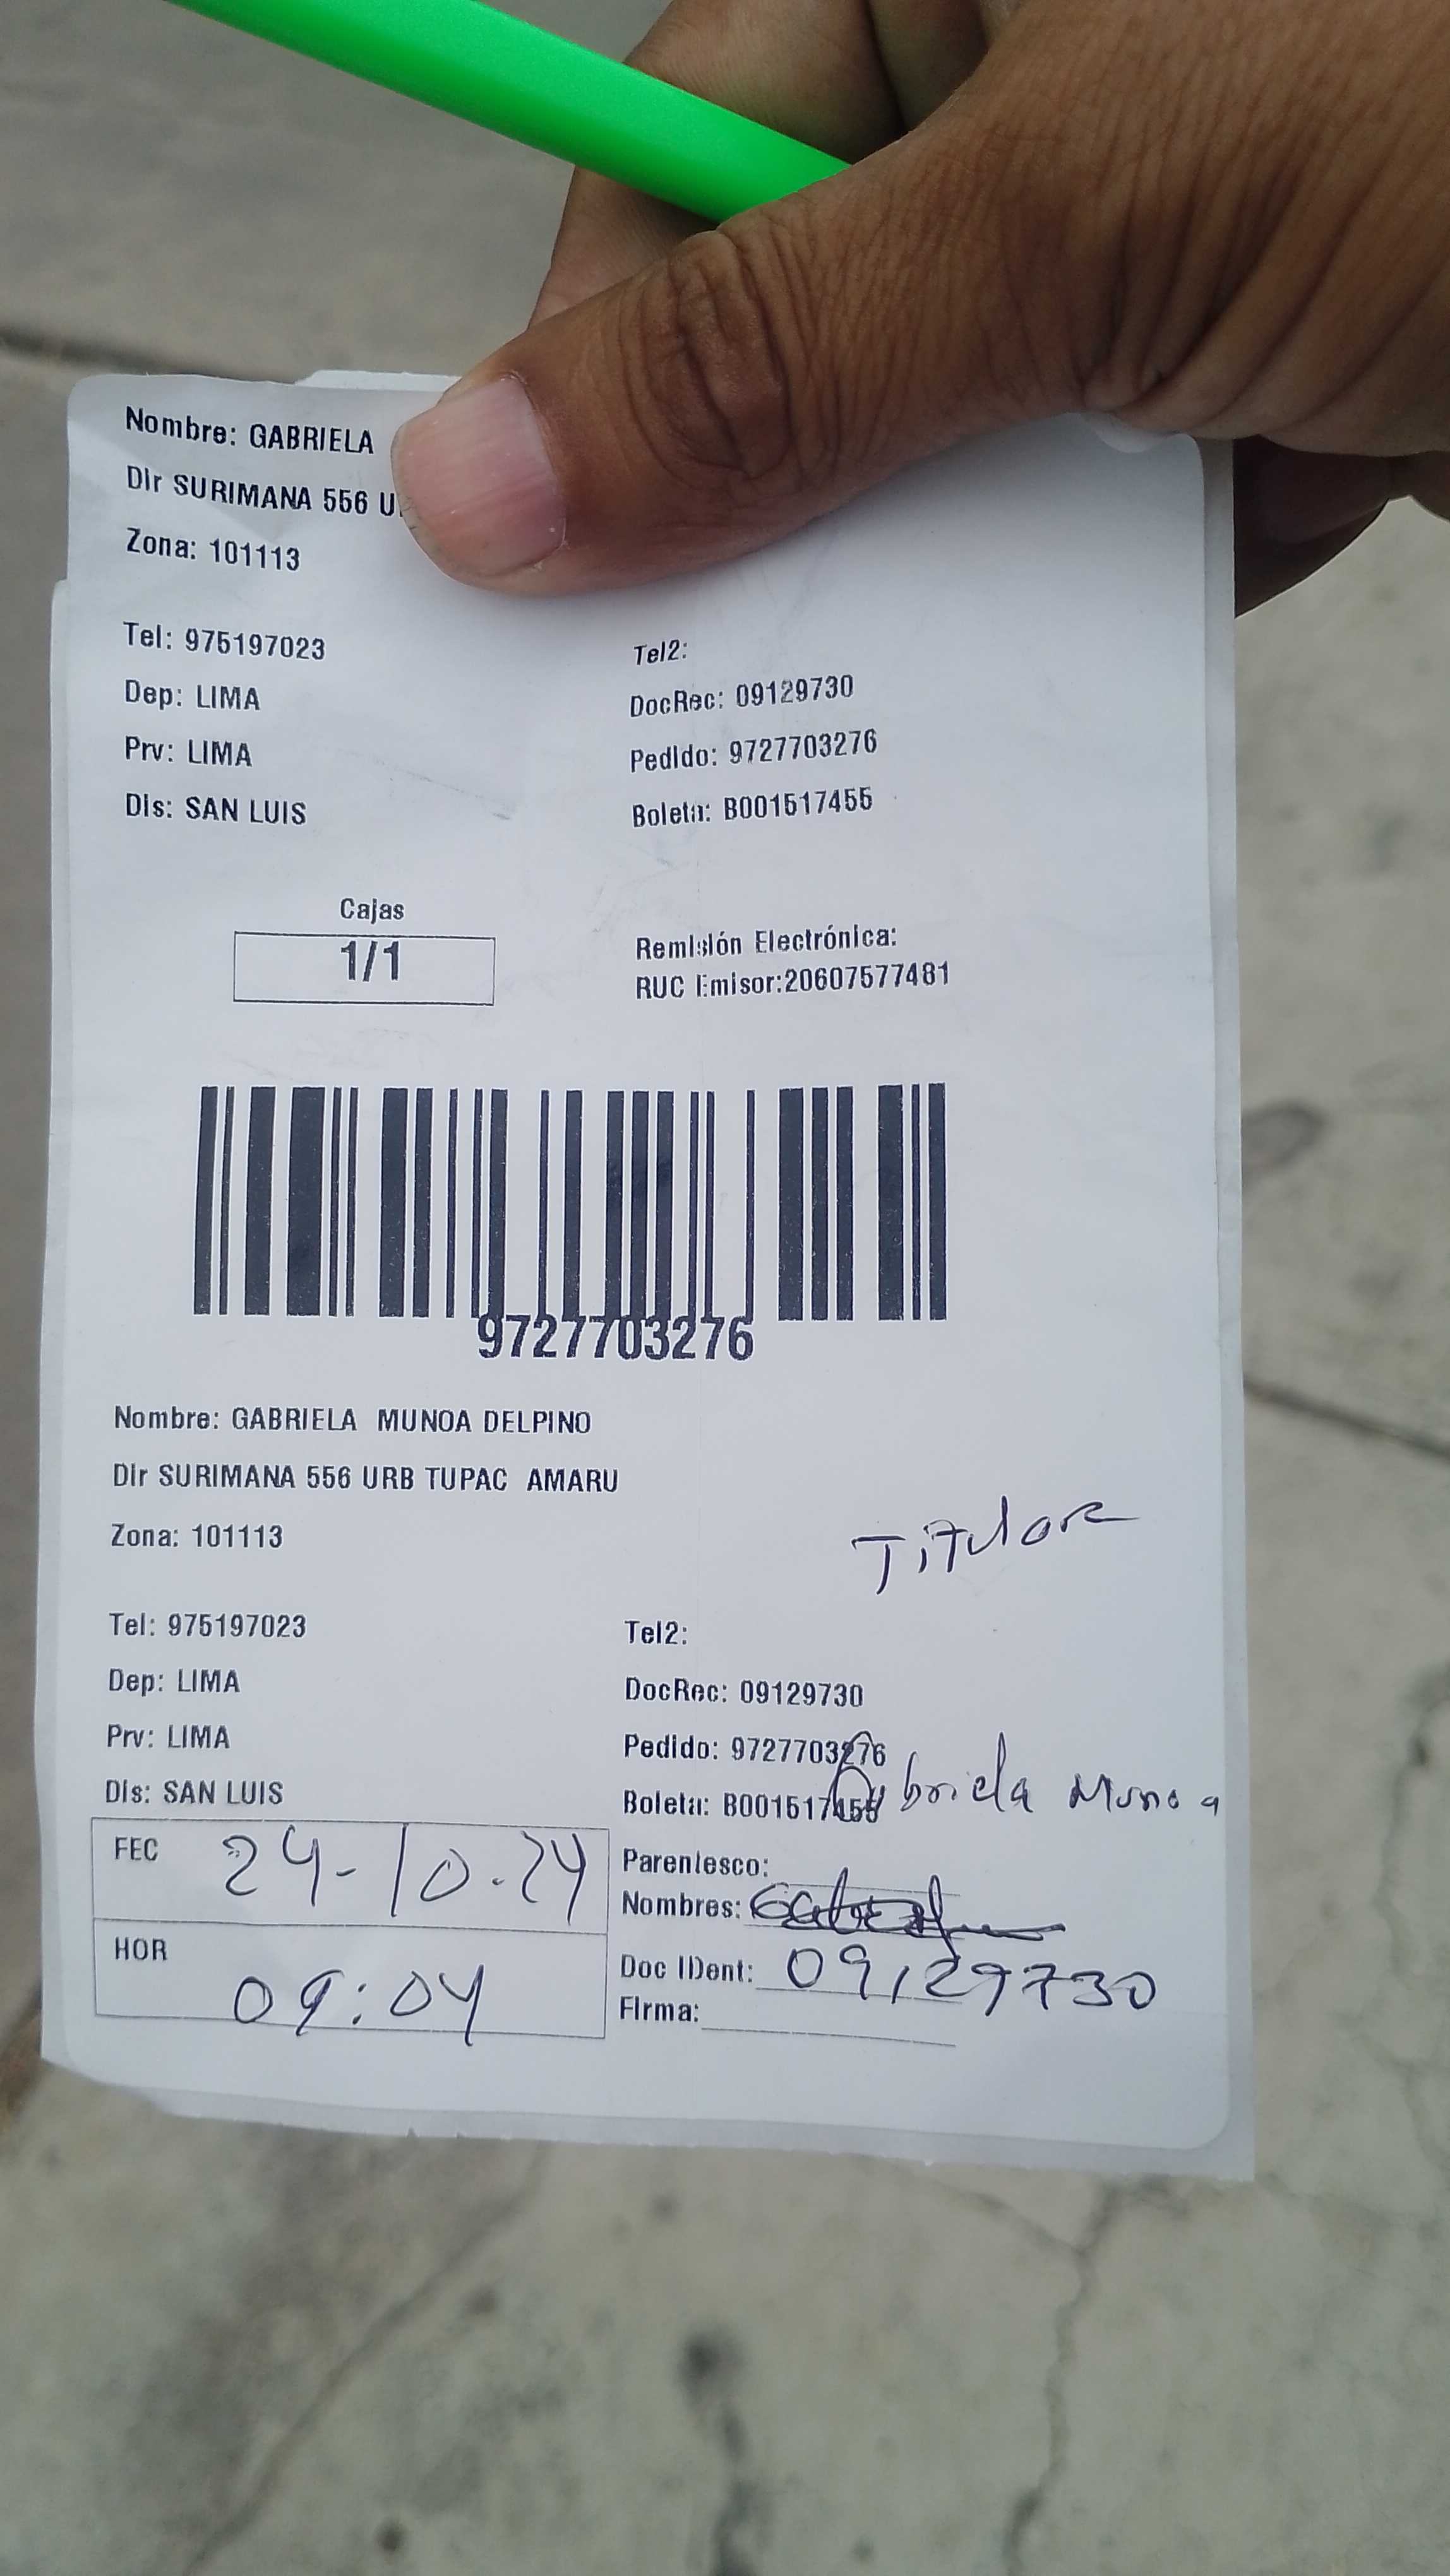 Nombre: GABRIELA
Dir SURIMANA 556 U
Zona: 101113
Tel: 975197023
Tel2:
Dep: LIMA
DocRec: 09129730
Prv: LIMA
Pedido: 9727703276
Dis: SAN LUIS
Boleta: B001517455
Cajas
1/1
Remisión Electrónica:
RUC Emisor:20607577481
9727703276
Nombre: GABRIELA MUNOA DELPINO
Dir SURIMANA 556 URB TUPAC AMARU
Zona: 101113
Titular
Tel: 975197023
Tel2:
Dep: LIMA
DocRec: 09129730
Prv: LIMA
Pedido: 9727703276
Dis: SAN LUIS
Boleta: B001517455
Gabriela Munoa
FEC 24-10-24
Parentesco:
Nombres:
HOR 09:04
Doc IDent: 09129730
Firma: